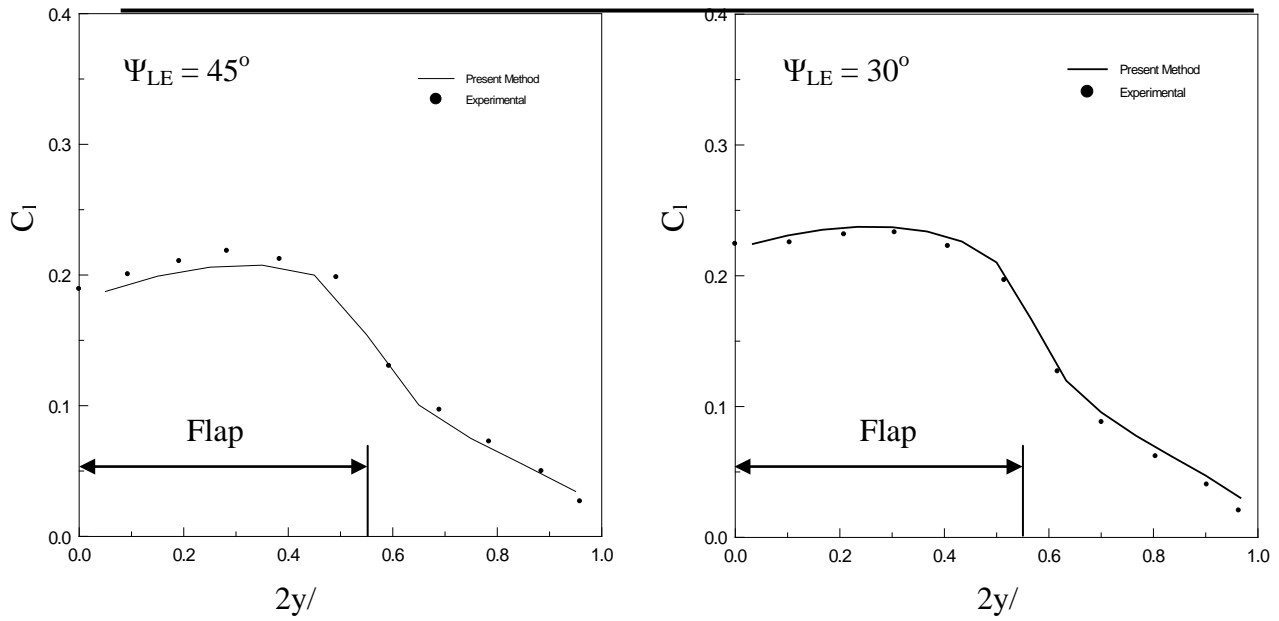 0.4
0.3
0.2
0.1
0.0
Cl
ΨLE = 45o
Present Method
Experimental
Flap
0.0 0.2 0.4 0.6 0.8 1.0
2y/
0.4
0.3
0.2
0.1
0.0
Cl
ΨLE = 30o
Present Method
Experimental
Flap
0.0 0.2 0.4 0.6 0.8 1.0
2y/